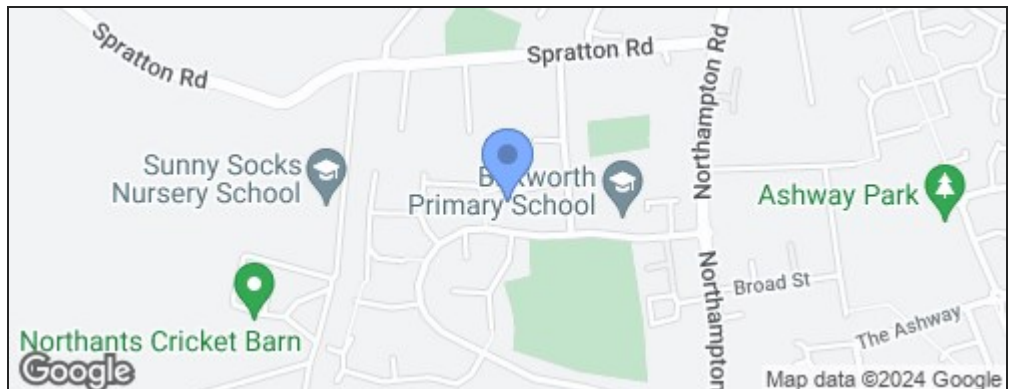 Spratton Rd
Spratton Rd
Northampton Rd
Sunny Socks
Nursery School
Primary School
Ashway Park
Northampton
Broad St
The Ashway
Northants Cricket Barn
Google
Map data ©2024 Google